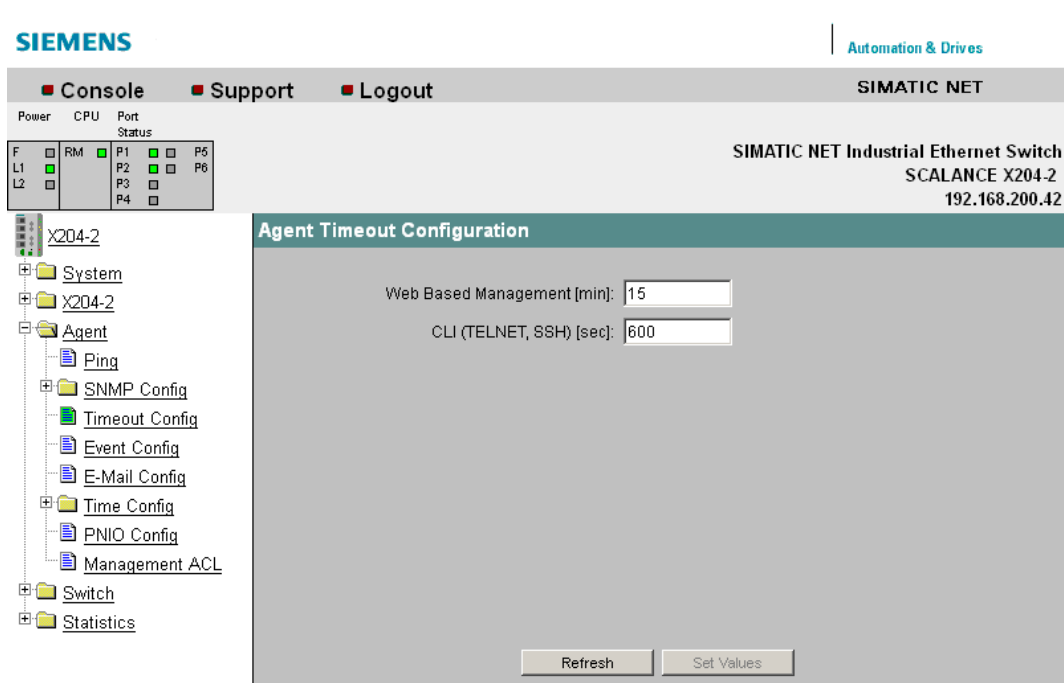 SIEMENS
Automation & Drives
Console Support Logout
SIMATIC NET
Power CPU Port Status
F RM P1 P5
L1 P2 P6
L2 P3
P4
SIMATIC NET Industrial Ethernet Switch
SCALANCE X204-2
192.168.200.42
X204-2
System
X204-2
Agent
Ping
SNMP Config
Timeout Config
Event Config
E-Mail Config
Time Config
PNIO Config
Management ACL
Switch
Statistics
Agent Timeout Configuration
Web Based Management [min]: 15
CLI (TELNET, SSH) [sec]: 600
Refresh Set Values